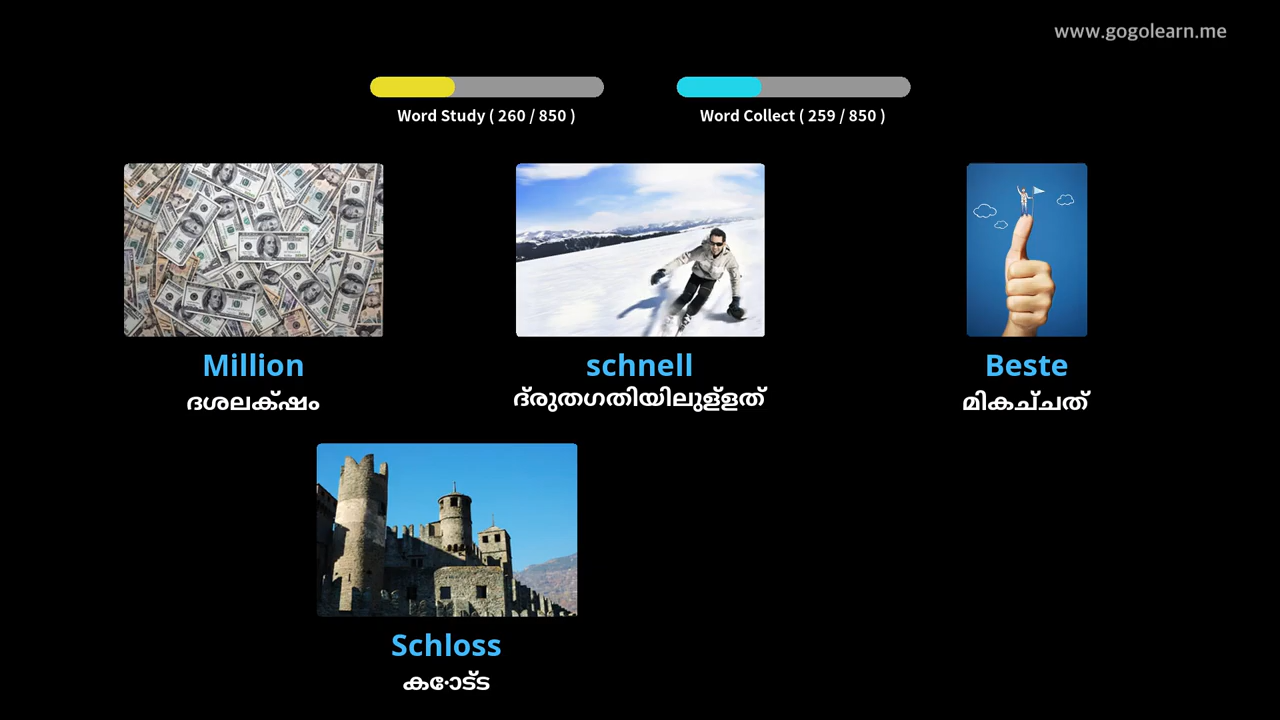 www.gogolearn.me
Word Study ( 260 / 850 )
Word Collect ( 259 / 850 )
Million
schnell
Beste
ദശലക്ഷം
ദ്രുതഗതിയിലുള്ളത്
മികച്ചത്
Schloss
കോട്ട